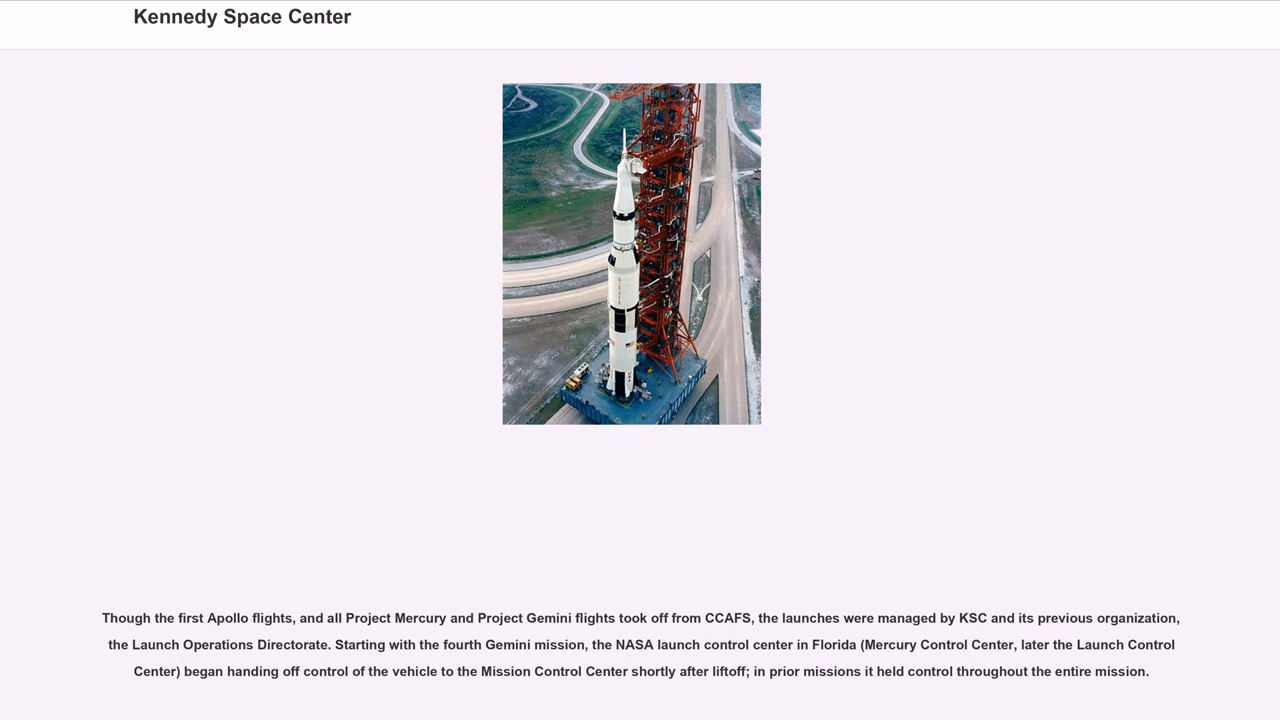 Kennedy Space Center
Though the first Apollo flights, and all Project Mercury and Project Gemini flights took off from CCAFS, the launches were managed by KSC and its previous organization,
the Launch Operations Directorate. Starting with the fourth Gemini mission, the NASA launch control center in Florida (Mercury Control Center, later the Launch Control
Center) began handing off control of the vehicle to the Mission Control Center shortly after liftoff; in prior missions it held control throughout the entire mission.